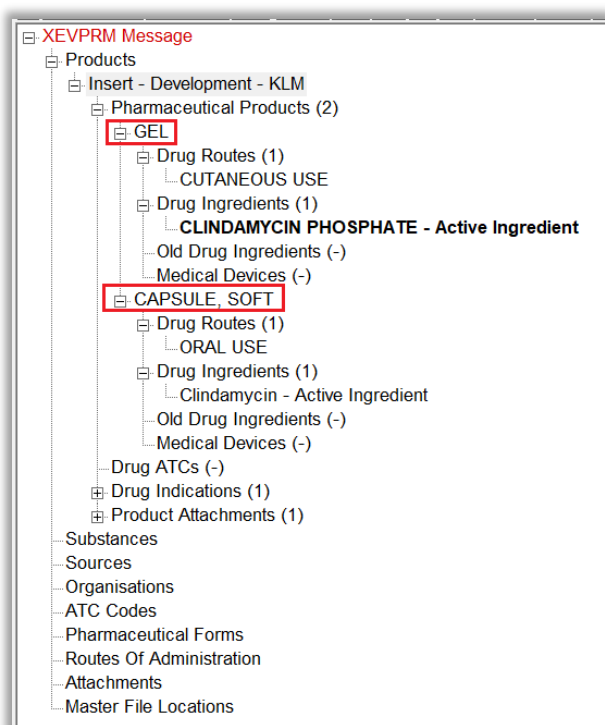 XEVPRM Message
Products
Insert - Development - KLM
Pharmaceutical Products (2)
GEL
Drug Routes (1)
CUTANEOUS USE
Drug Ingredients (1)
CLINDAMYCIN PHOSPHATE - Active Ingredient
Old Drug Ingredients (-)
Medical Devices (-)
CAPSULE, SOFT
Drug Routes (1)
ORAL USE
Drug Ingredients (1)
Clindamycin - Active Ingredient
Old Drug Ingredients (-)
Medical Devices (-)
Drug ATCs (-)
Drug Indications (1)
Product Attachments (1)
Substances
Sources
Organisations
ATC Codes
Pharmaceutical Forms
Routes Of Administration
Attachments
Master File Locations